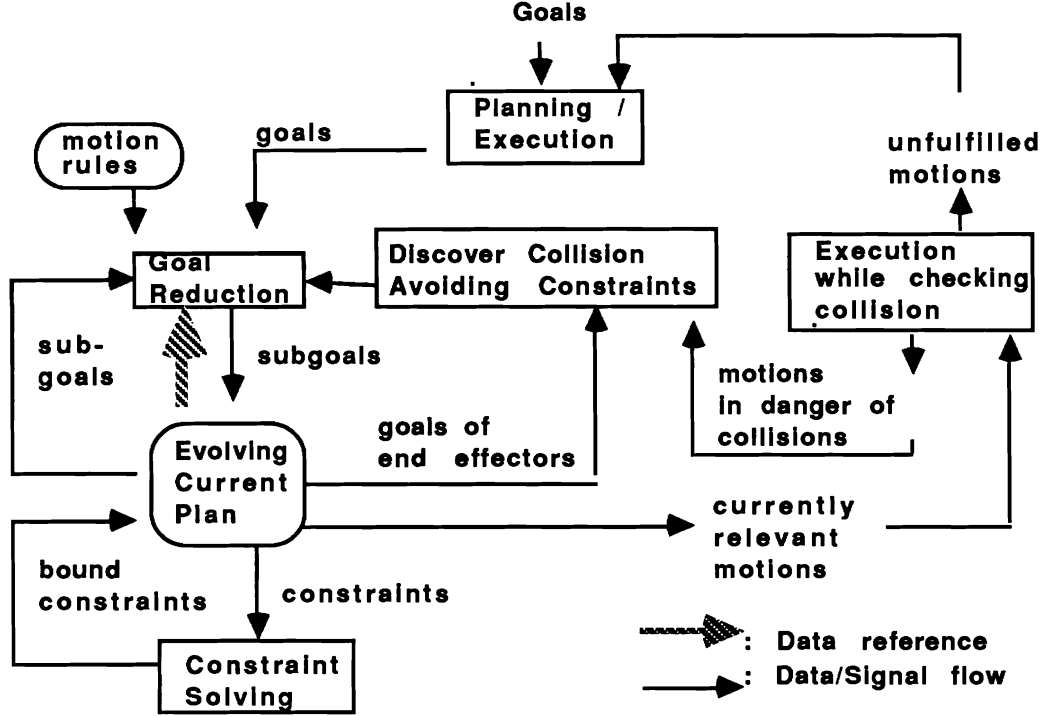 Goals
Planning /
Execution
goals
motion
rules
unfulfilled
motions
Goal
Reduction
Discover Collision
Avoiding Constraints
Execution
while checking
collision
sub-
goals
subgoals
motions
in danger of
collisions
goals of
end effectors
Evolving
Current
Plan
currently
relevant
motions
bound
constraints
constraints
Constraint
Solving
: Data reference
: Data/Signal flow